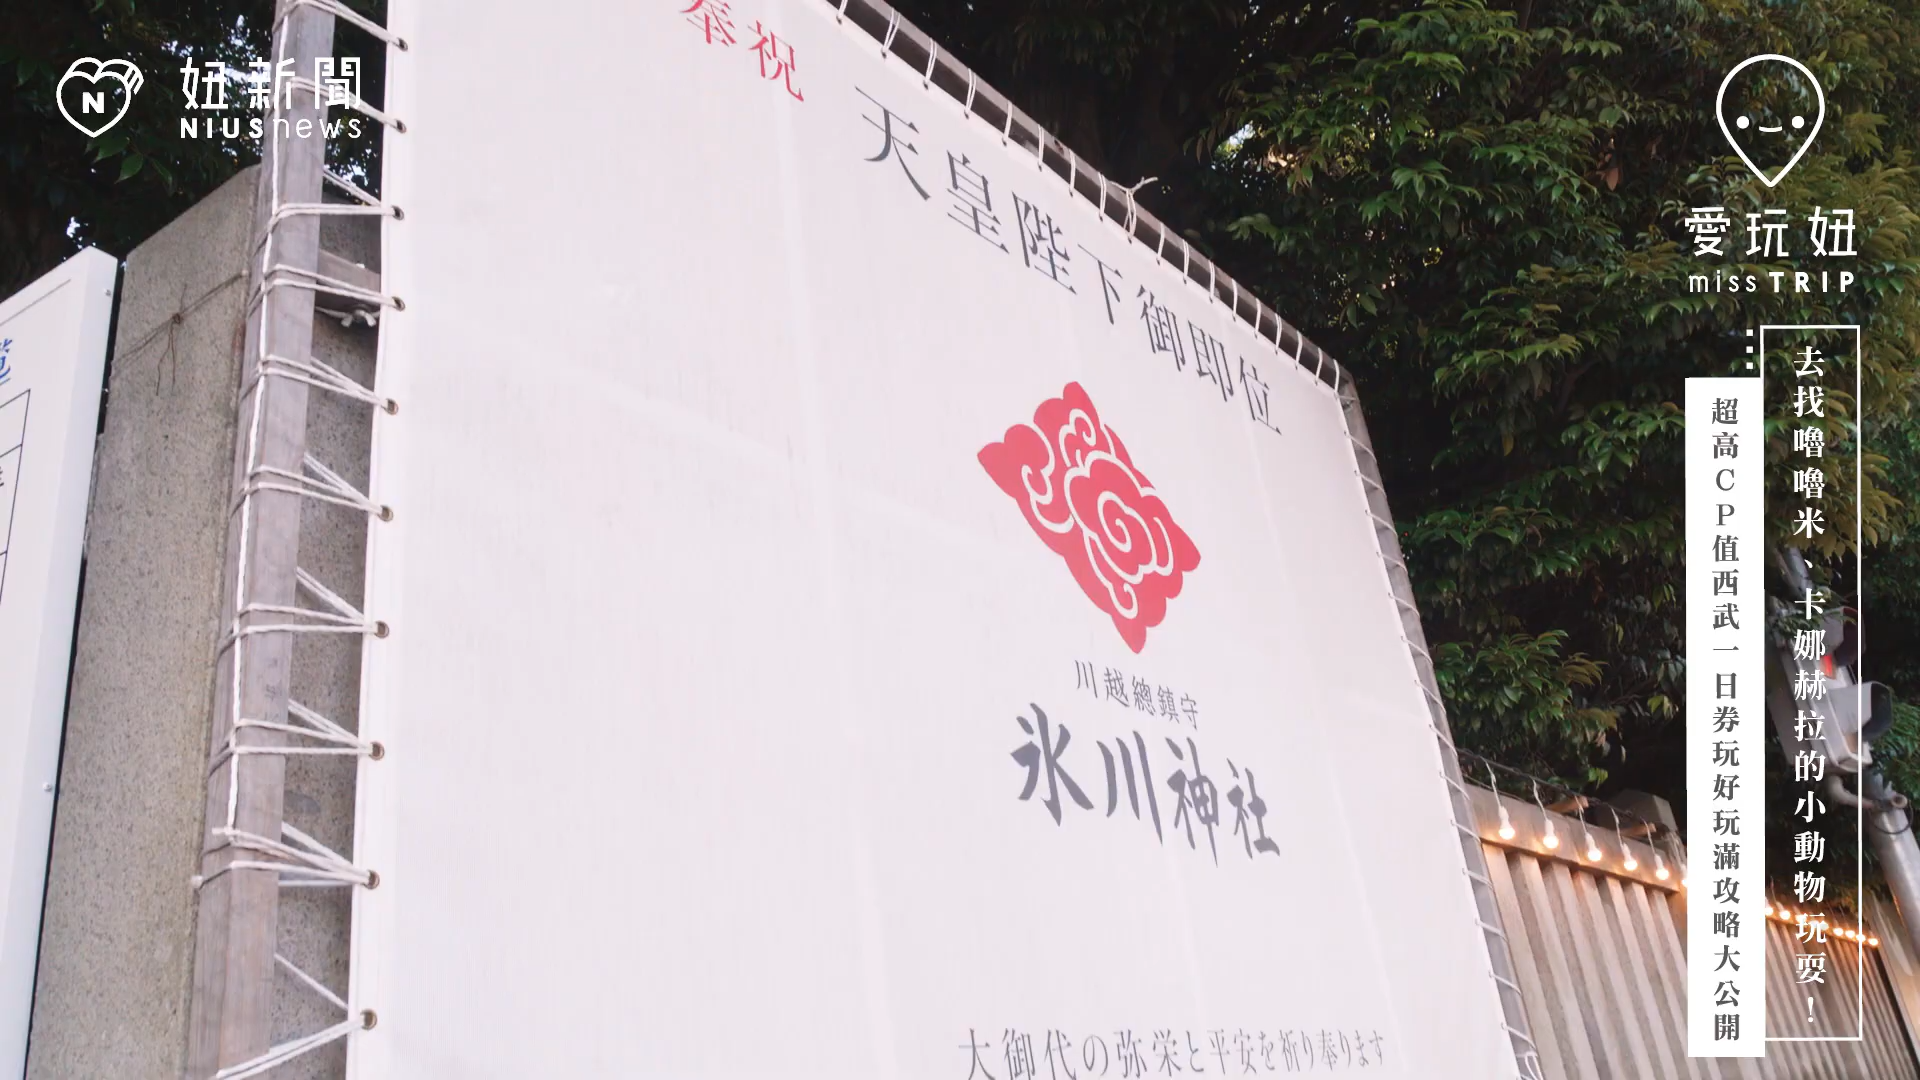 妞新聞
NIUSnews
奉祝
天皇陛下御即位
川越總鎮守
氷川神社
大御代の弥栄と平安を祈り奉ります
愛玩妞
miss TRIP
去找嚕嚕米、卡娜赫拉的小動物玩耍！
超高CP值西武一日券玩好玩滿攻略大公開